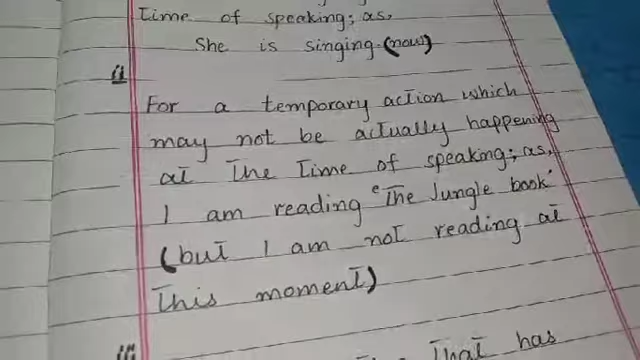 time of speaking; as,
She is singing (now)
ii
For a temporary action which
may not be actually happening
at the time of speaking; as,
I am reading 'The Jungle book'
(but I am not reading at
this moment)
iii
that has